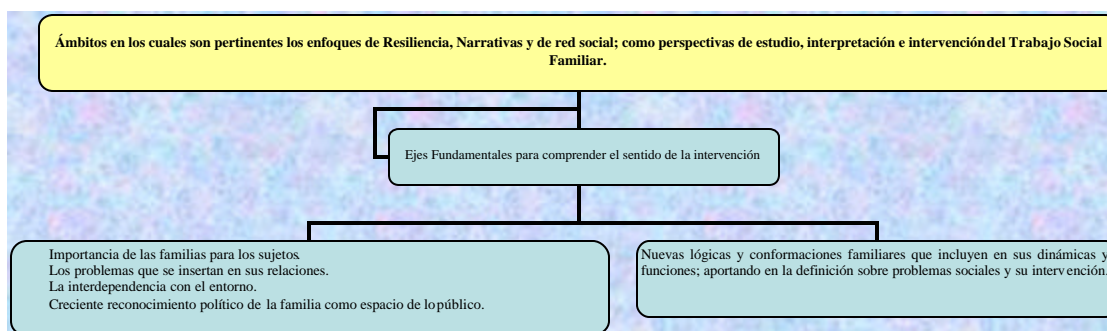 Ámbitos en los cuales son pertinentes los enfoques de Resiliencia, Narrativas y de red social; como perspectivas de estudio, interpretación e intervención del Trabajo Social
Familiar.
Ejes Fundamentales para comprender el sentido de la intervención
Importancia de las familias para los sujetos.
Los problemas que se insertan en sus relaciones.
La interdependencia con el entorno.
Creciente reconocimiento político de la familia como espacio de lo público.
Nuevas lógicas y conformaciones familiares que incluyen en sus dinámicas y
funciones; aportando en la definición sobre problemas sociales y su intervención.